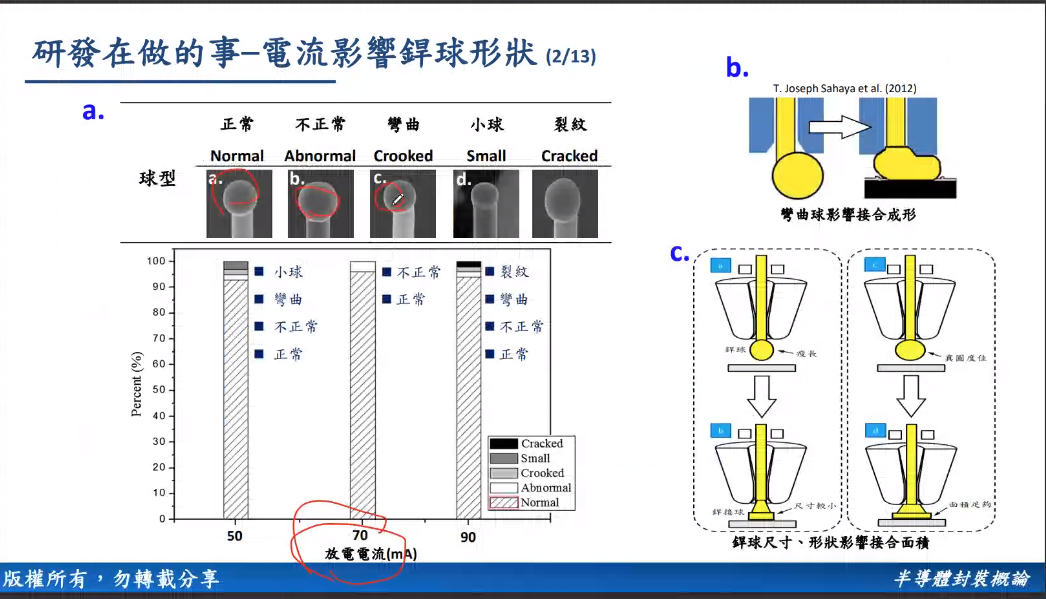 研發在做的事–電流影響銲球形狀 (2/13)
a.
正常 不正常 彎曲 小球 裂紋
Normal Abnormal Crooked Small Cracked
球型
a. b. c. d.
Percent (%)
100
90
80
70
60
50
40
30
20
10
0
小球
彎曲
不正常
正常
不正常
正常
裂紋
彎曲
不正常
正常
Cracked
Small
Crooked
Abnormal
Normal
50 70 90
放電電流(mA)
b.
T. Joseph Sahaya et al. (2012)
彎曲球影響接合成形
c.
a
銲球
瘦長
c
真圓度佳
b
銲接球
尺寸較小
d
面積足夠
銲球尺寸、形狀影響接合面積
版權所有，勿轉載分享
半導體封裝概論